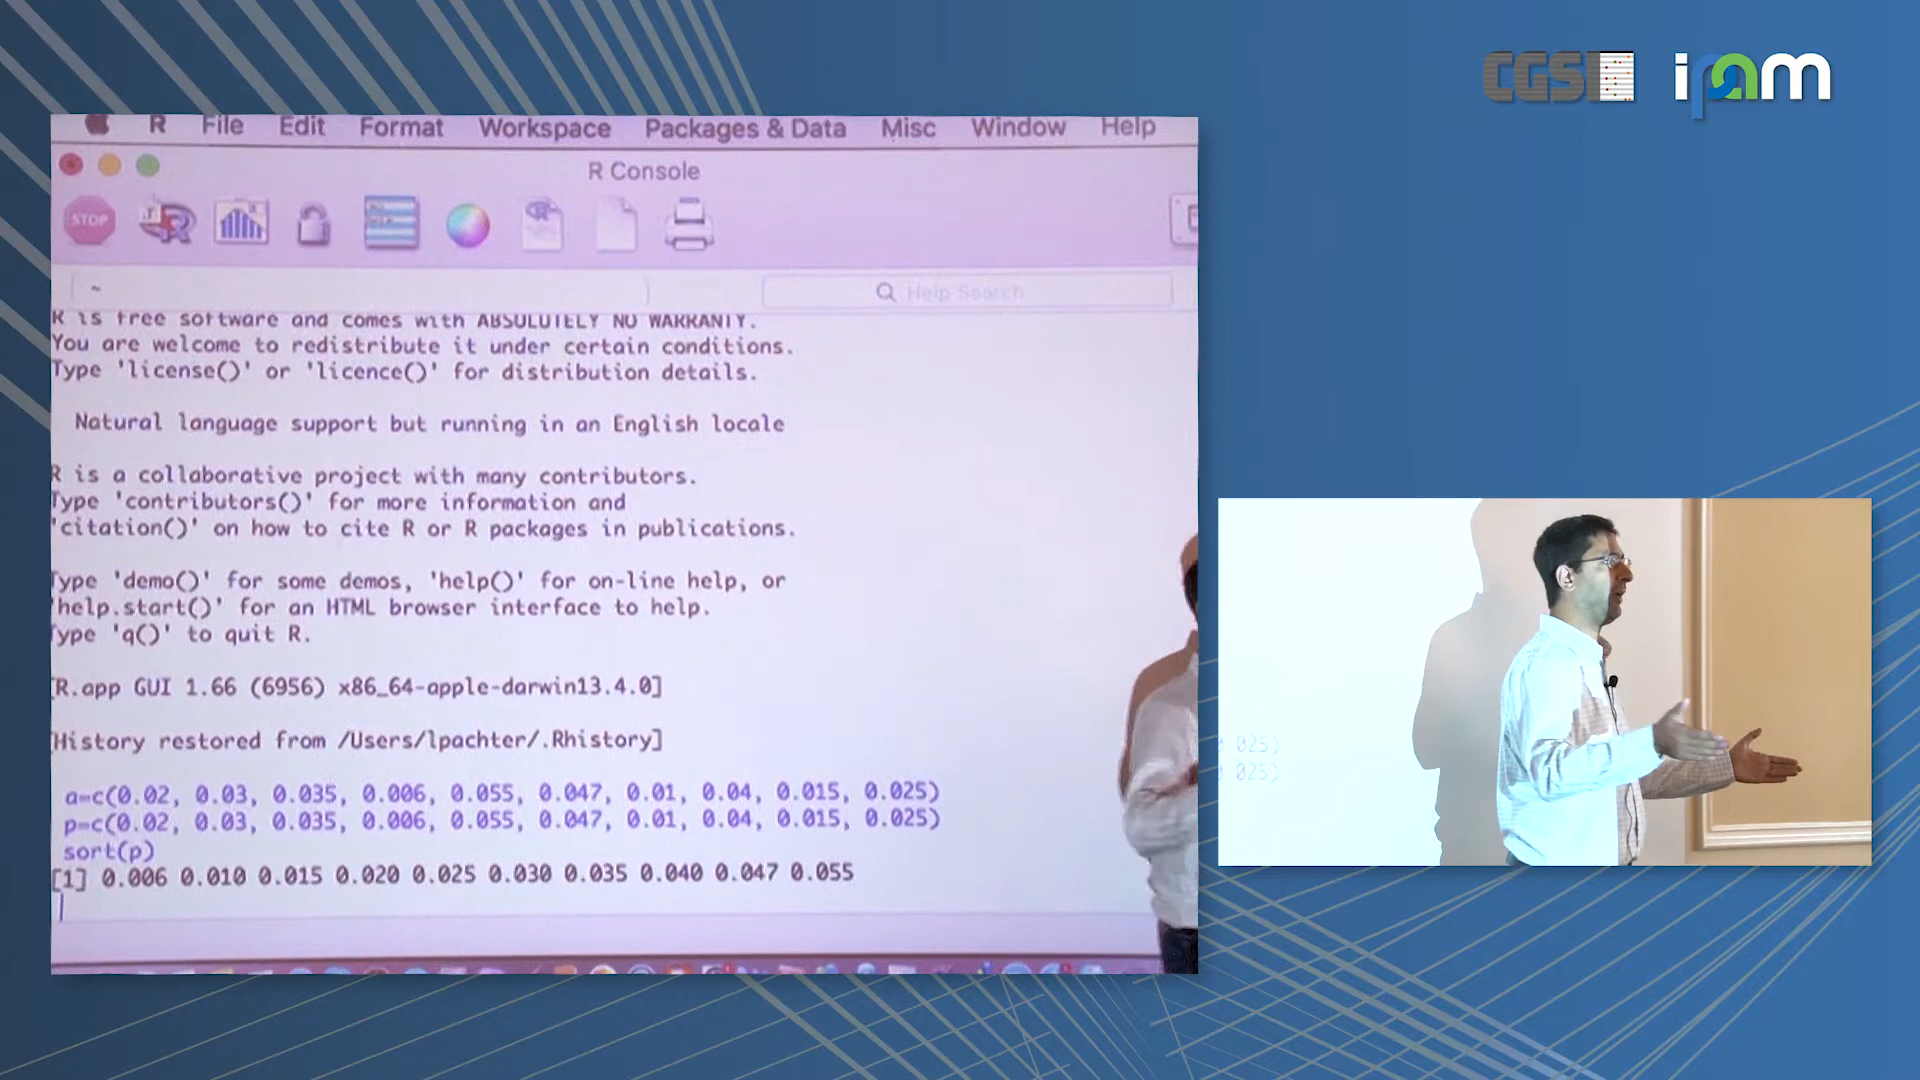 CGSI
ipam
R File Edit Format Workspace Packages & Data Misc Window Help
R Console
STOP
~
Help Search
R is free software and comes with ABSOLUTELY NO WARRANTY.
You are welcome to redistribute it under certain conditions.
Type 'license()' or 'licence()' for distribution details.
Natural language support but running in an English locale
R is a collaborative project with many contributors.
Type 'contributors()' for more information and
'citation()' on how to cite R or R packages in publications.
Type 'demo()' for some demos, 'help()' for on-line help, or
'help.start()' for an HTML browser interface to help.
Type 'q()' to quit R.
[R.app GUI 1.66 (6956) x86_64-apple-darwin13.4.0]
[History restored from /Users/lpachter/.Rhistory]
a=c(0.02, 0.03, 0.035, 0.006, 0.055, 0.047, 0.01, 0.04, 0.015, 0.025)
p=c(0.02, 0.03, 0.035, 0.006, 0.055, 0.047, 0.01, 0.04, 0.015, 0.025)
sort(p)
[1] 0.006 0.010 0.015 0.020 0.025 0.030 0.035 0.040 0.047 0.055
0.025)
0.025)